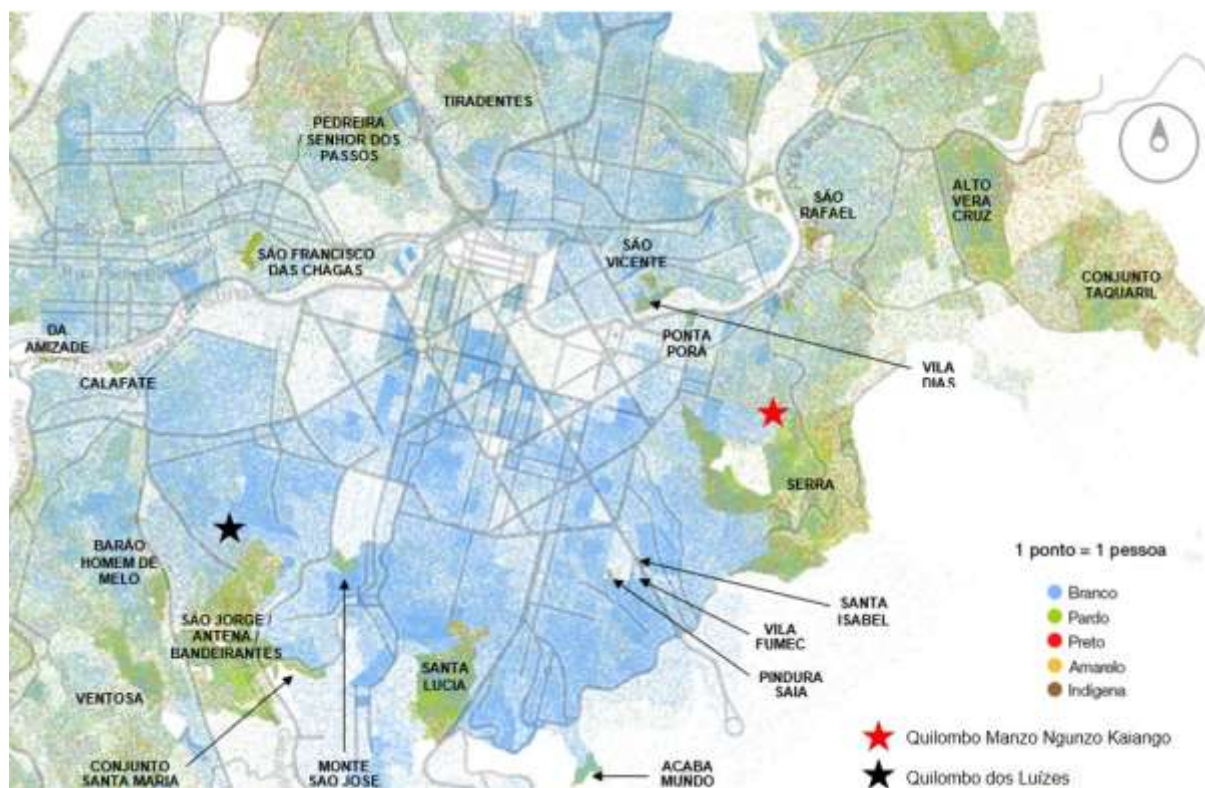 TIRADENTES
PEDREIRA
/ SENHOR DOS
PASSOS
SÃO FRANCISCO
DAS CHAGAS
SÃO
VICENTE
SÃO
RAFAEL
ALTO
VERA
CRUZ
CONJUNTO
TAQUARIL
DA
AMIZADE
CALAFATE
PONTA
PORÃ
VILA
DIAS
SERRA
BARÃO
HOMEM DE
MELO
SÃO JORGE /
ANTENA /
BANDEIRANTES
VENTOSA
CONJUNTO
SANTA MARIA
MONTE
SAO JOSE
SANTA
LUCIA
ACABA
MUNDO
PINDURA
SAIA
VILA
FUMEC
SANTA
ISABEL
1 ponto = 1 pessoa
Branco
Pardo
Preto
Amarelo
Indígena
Quilombo Manzo Ngunzo Kaiango
Quilombo dos Luízes